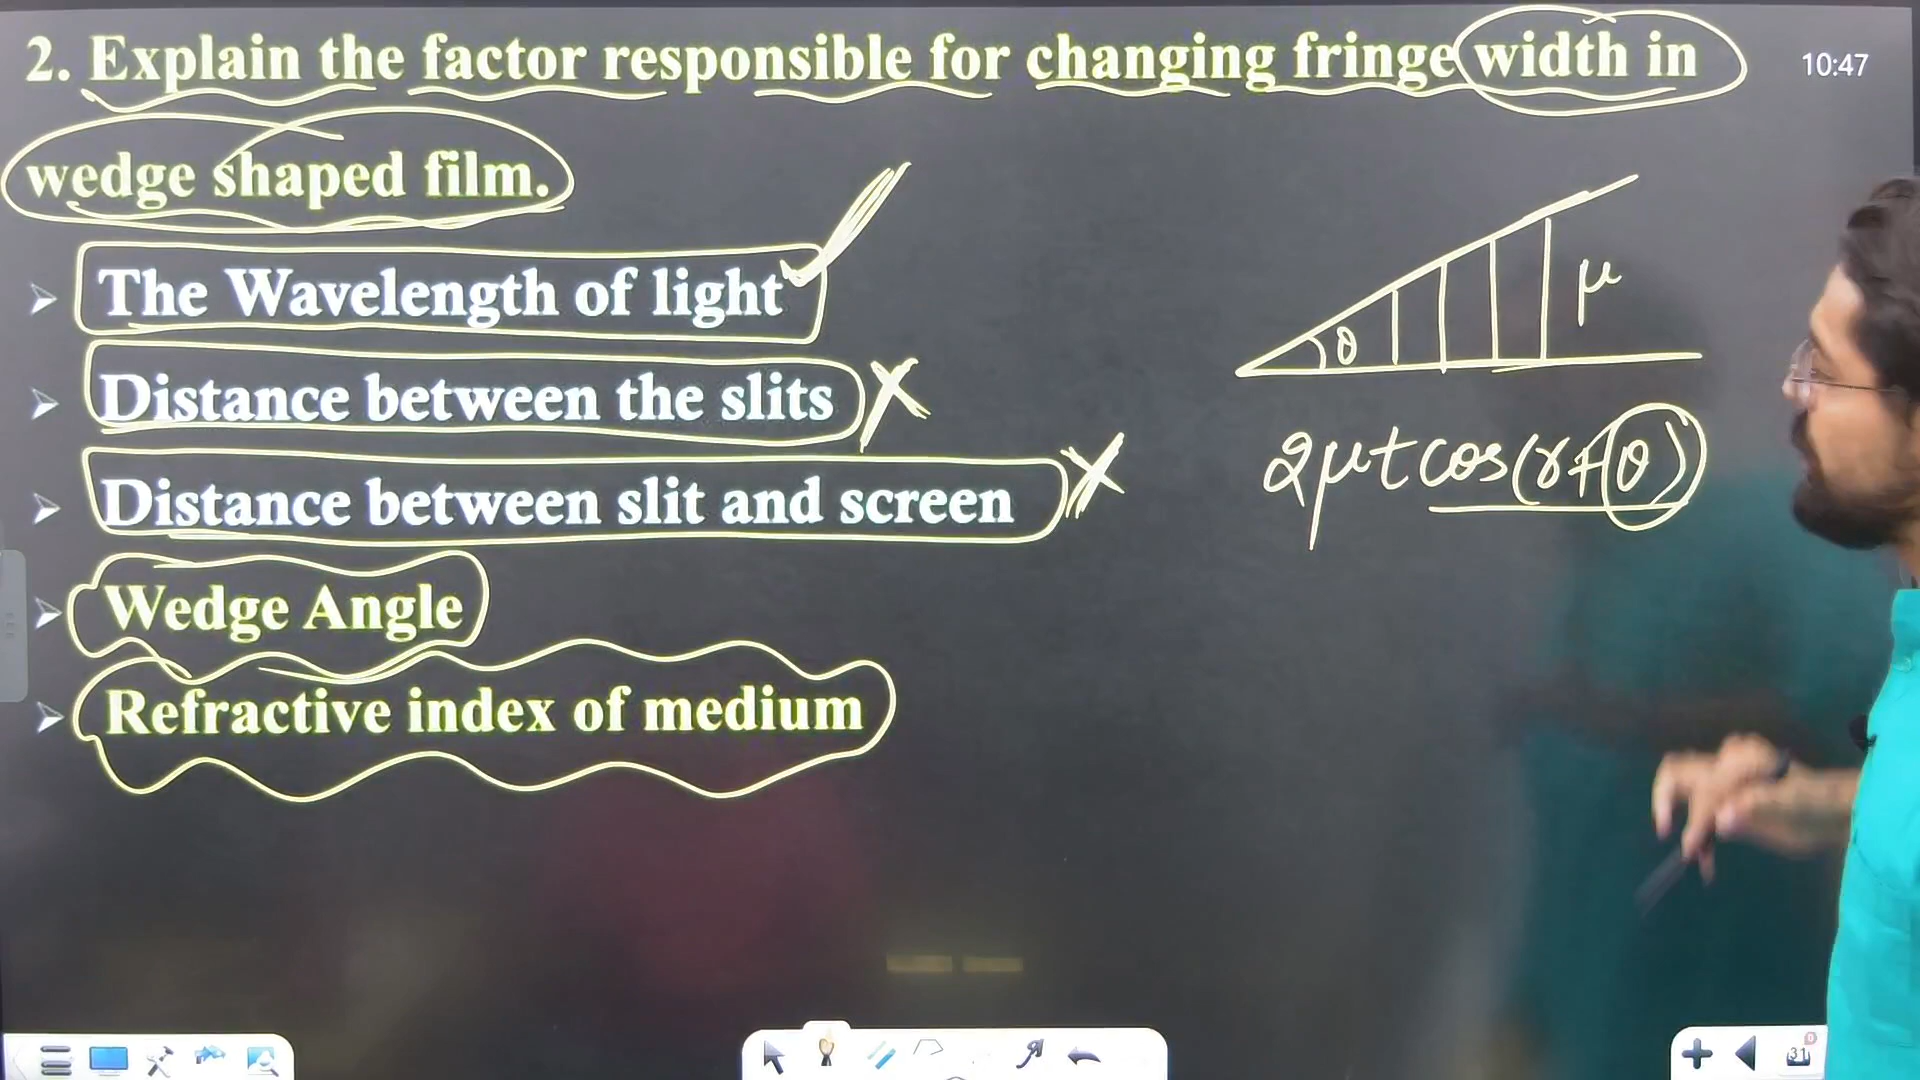 2. Explain the factor responsible for changing fringe width in
10:47
wedge shaped film.
➢ The Wavelength of light
➢ Distance between the slits
➢ Distance between slit and screen
➢ Wedge Angle
➢ Refractive index of medium
θ
μ
2μt cos(r+θ)
31